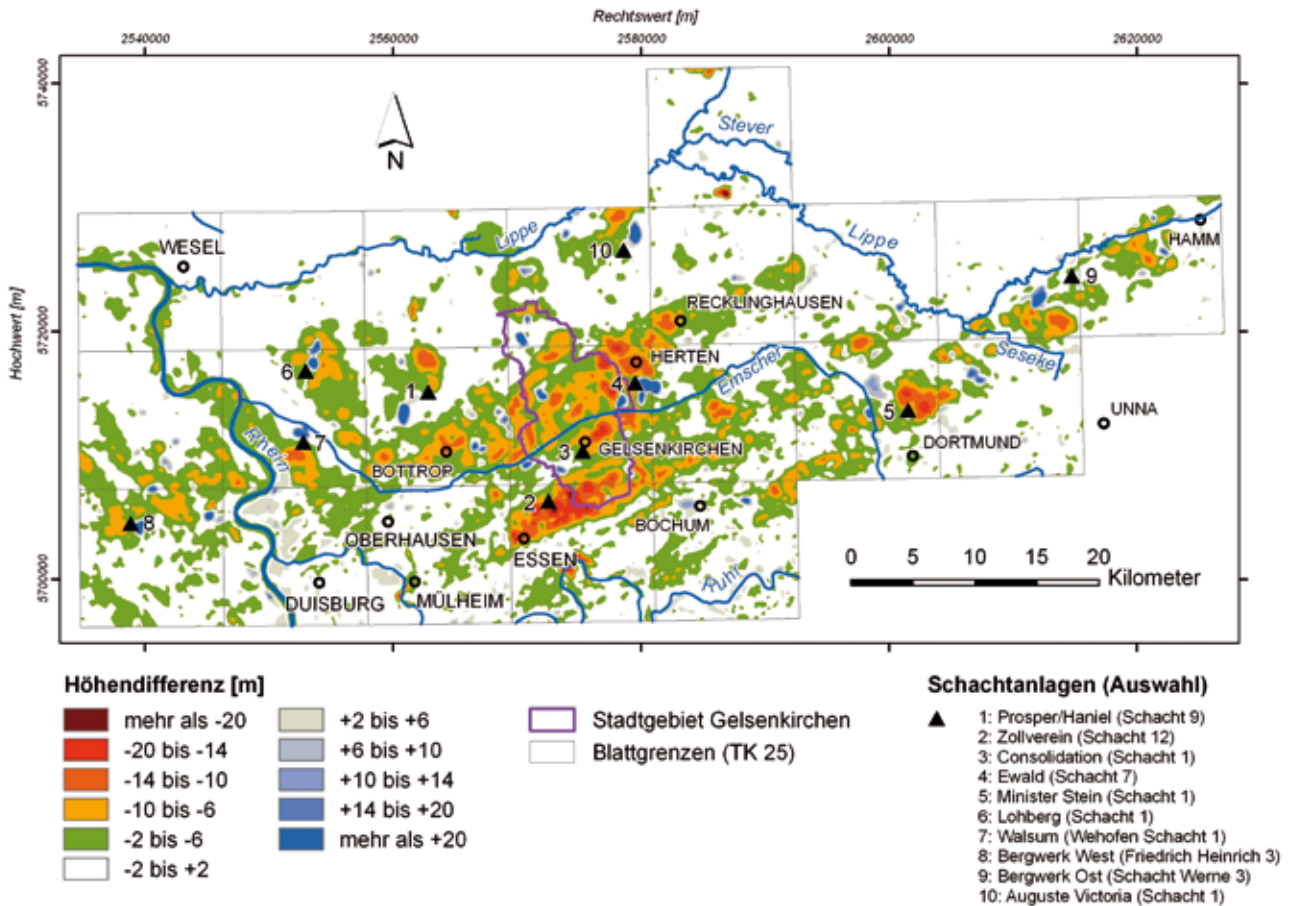 Rechtswert [m]
2540000
2560000
2580000
2600000
2620000
5740000
Stever
N
Lippe
Lippe
WESEL
HAMM
10
9
RECKLINGHAUSEN
Hochwert [m]
5720000
HERTEN
Emscher
Seseke
6
1
4
5
UNNA
7
Rhein
3
GELSENKIRCHEN
DORTMUND
BOTTROP
2
8
BOCHUM
OBERHAUSEN
ESSEN
5700000
DUISBURG
MÜLHEIM
Ruhr
0 5 10 15 20
Kilometer
Höhendifferenz [m]
mehr als -20
-20 bis -14
-14 bis -10
-10 bis -6
-2 bis -6
-2 bis +2
+2 bis +6
+6 bis +10
+10 bis +14
+14 bis +20
mehr als +20
Stadtgebiet Gelsenkirchen
Blattgrenzen (TK 25)
Schachtanlagen (Auswahl)
1: Prosper/Haniel (Schacht 9)
2: Zollverein (Schacht 12)
3: Consolidation (Schacht 1)
4: Ewald (Schacht 7)
5: Minister Stein (Schacht 1)
6: Lohberg (Schacht 1)
7: Walsum (Wehofen Schacht 1)
8: Bergwerk West (Friedrich Heinrich 3)
9: Bergwerk Ost (Schacht Werne 3)
10: Auguste Victoria (Schacht 1)